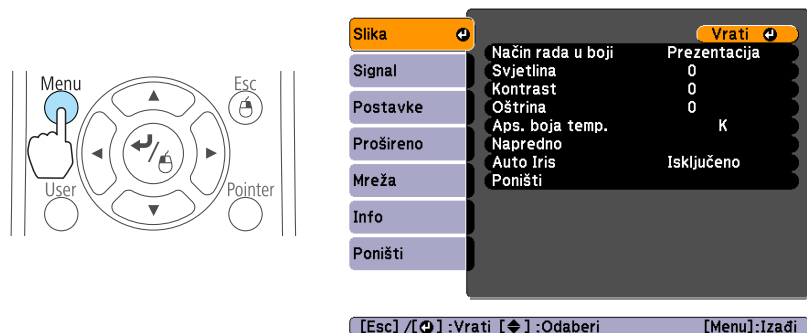 Menu
Esc
User
Pointer
Slika
Signal
Postavke
Prošireno
Mreža
Info
Poništi
Vrati
Način rada u boji Prezentacija
Svjetlina 0
Kontrast 0
Oštrina 0
Aps. boja temp. K
Napredno
Auto Iris Isključeno
Poništi
[Esc] /[ ] :Vrati [ ] :Odaberi [Menu]:Izađi